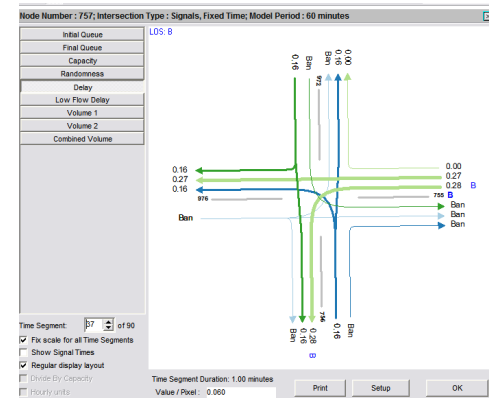 Node Number : 757; Intersection Type : Signals, Fixed Time; Model Period : 60 minutes
Initial Queue
Final Queue
Capacity
Randomness
Delay
Low Flow Delay
Volume 1
Volume 2
Combined Volume
LOS: B
0.16
Ban
0.16
0.00
972
0.16
0.27
0.16
976
Ban
0.00
0.27
0.28 B
755 B
Ban
Ban
Ban
756
Ban
0.16
0.28
B
0.16
Ban
Time Segment: 37 of 90
Fix scale for all Time Segments
Show Signal Times
Regular display layout
Divide By Capacity
Hourly units
Time Segment Duration: 1.00 minutes
Value / Pixel : 0.060
Print
Setup
OK